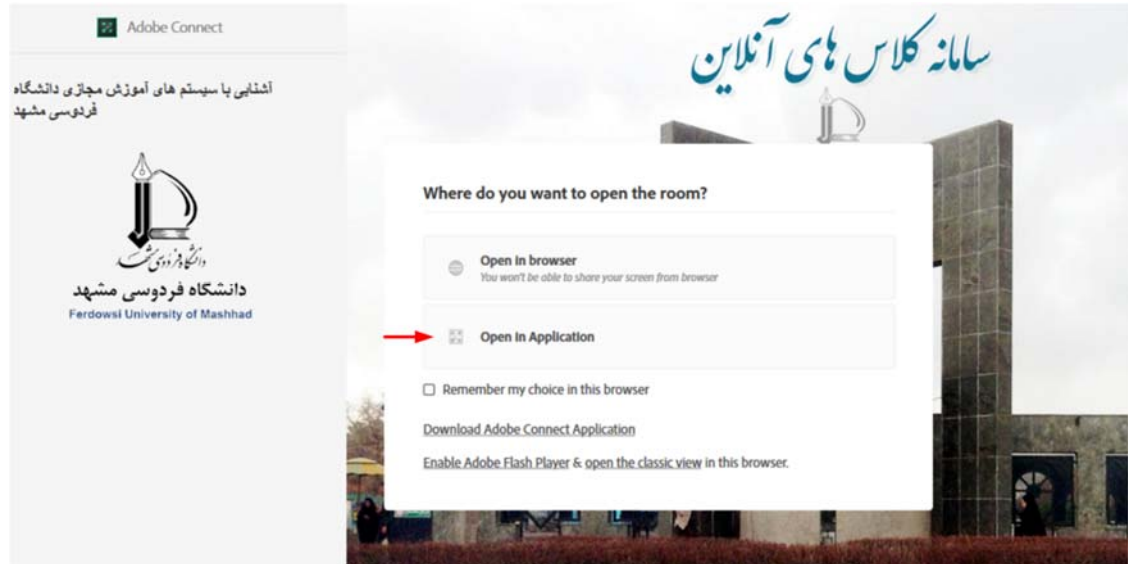 Adobe Connect
آشنایی با سیستم های آموزش مجازی دانشگاه
فردوسی مشهد
دانشگاه فردوسی مشهد
دانشگاه فردوسی مشهد
Ferdowsi University of Mashhad
سامانه کلاس های آنلاین
Where do you want to open the room?
Open in browser
You won't be able to share your screen from browser
Open in Application
Remember my choice in this browser
Download Adobe Connect Application
Enable Adobe Flash Player & open the classic view in this browser.